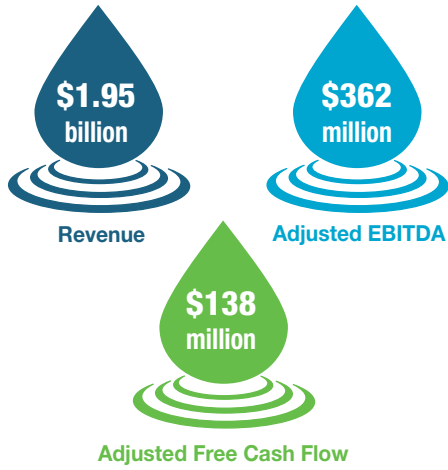 $1.95
billion
Revenue
$362
million
Adjusted EBITDA
$138
million
Adjusted Free Cash Flow